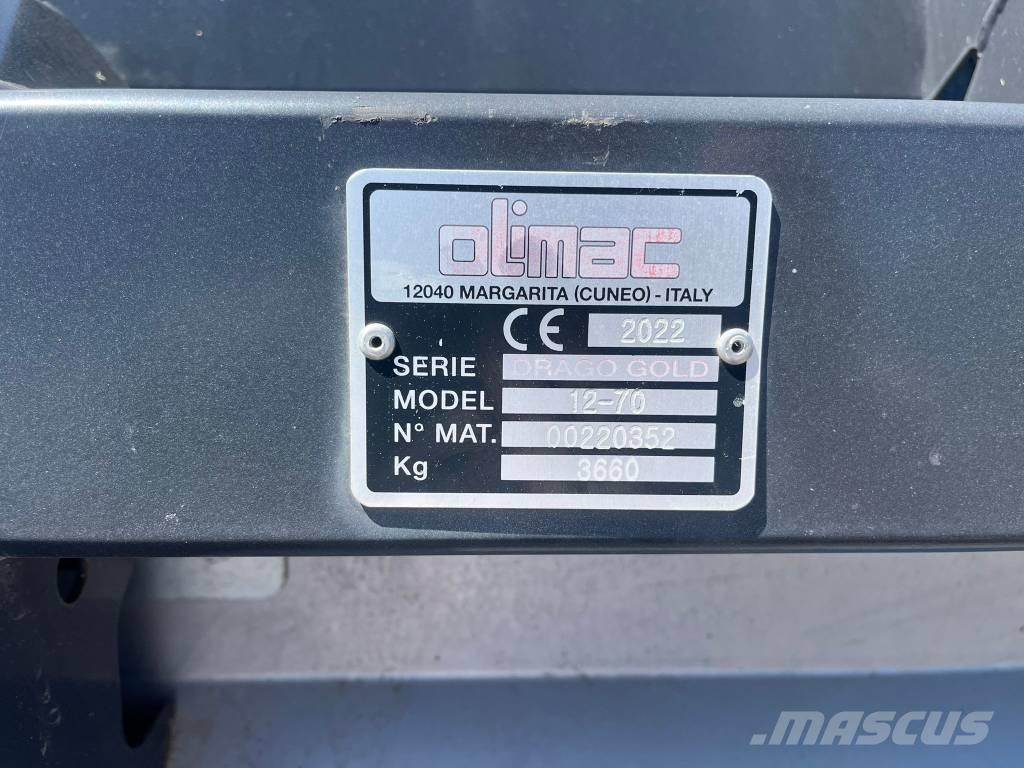 olimac
12040 MARGARITA (CUNEO) - ITALY
CE 2022
SERIE DRAGO GOLD
MODEL 12-70
N° MAT. 00220352
Kg 3660
MASCUS